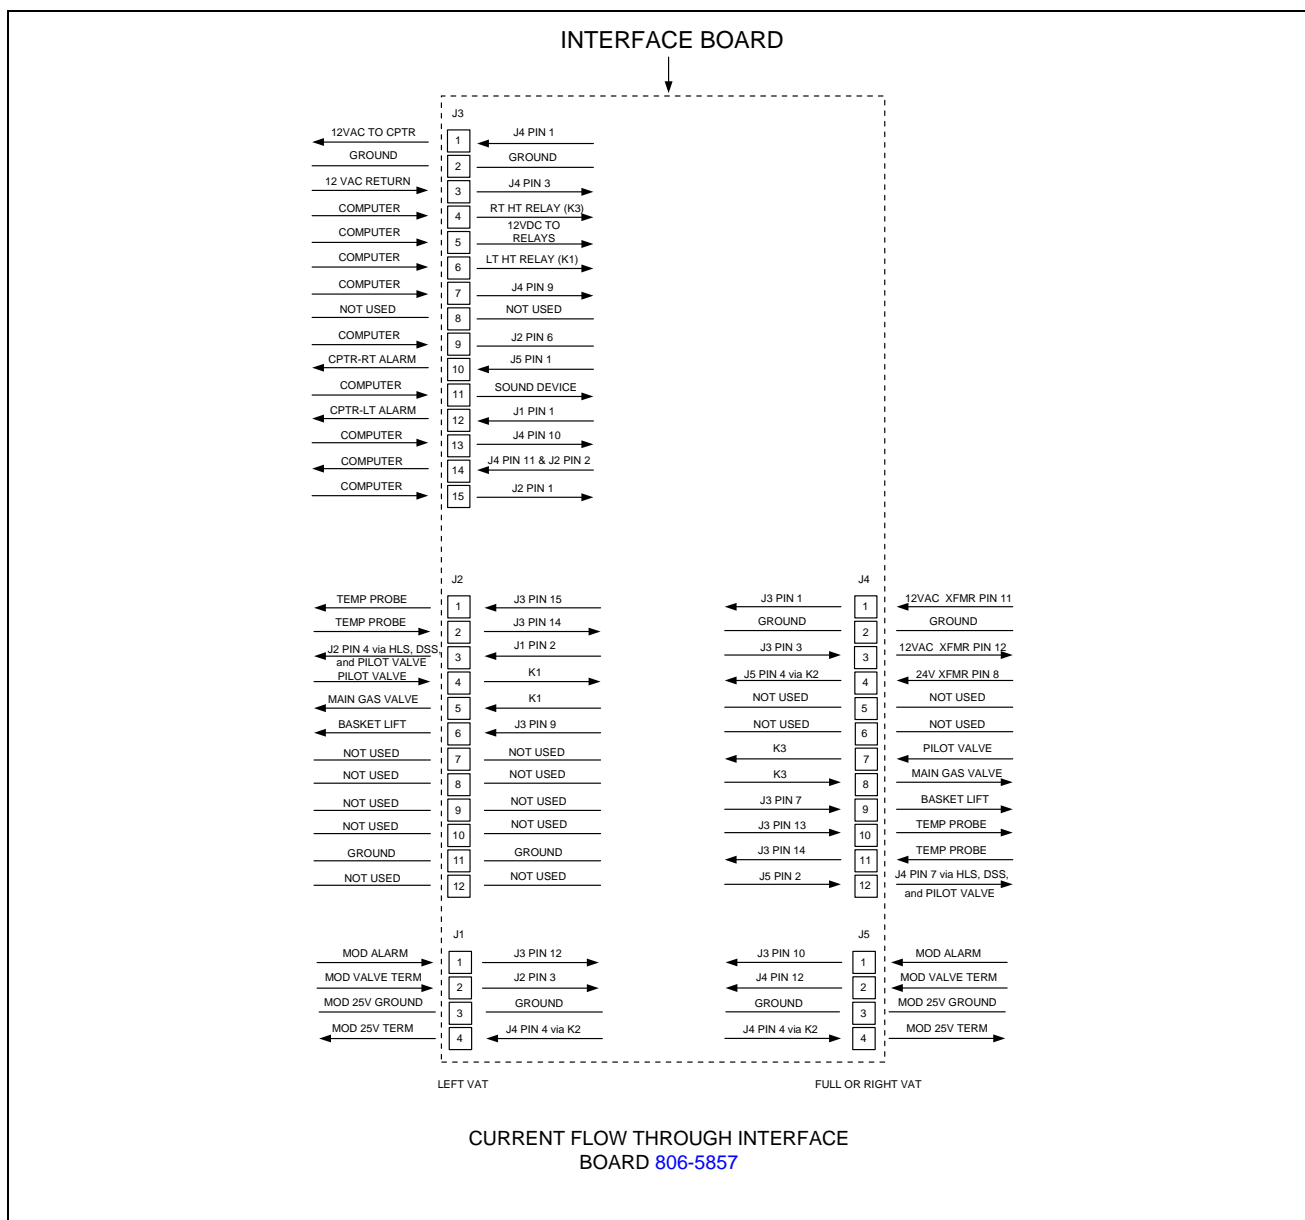 INTERFACE BOARD
J3
12VAC TO CPTR 1 J4 PIN 1
GROUND 2 GROUND
12 VAC RETURN 3 J4 PIN 3
COMPUTER 4 RT HT RELAY (K3)
COMPUTER 5 12VDC TO
RELAYS
COMPUTER 6 LT HT RELAY (K1)
COMPUTER 7 J4 PIN 9
NOT USED 8 NOT USED
COMPUTER 9 J2 PIN 6
CPTR-RT ALARM 10 J5 PIN 1
COMPUTER 11 SOUND DEVICE
CPTR-LT ALARM 12 J1 PIN 1
COMPUTER 13 J4 PIN 10
COMPUTER 14 J4 PIN 11 & J2 PIN 2
COMPUTER 15 J2 PIN 1
J2
TEMP PROBE 1 J3 PIN 15
TEMP PROBE 2 J3 PIN 14
J2 PIN 4 via HLS, DSS, 3 J1 PIN 2
and PILOT VALVE
PILOT VALVE 4 K1
MAIN GAS VALVE 5 K1
BASKET LIFT 6 J3 PIN 9
NOT USED 7 NOT USED
NOT USED 8 NOT USED
NOT USED 9 NOT USED
NOT USED 10 NOT USED
GROUND 11 GROUND
NOT USED 12 NOT USED
J4
J3 PIN 1 1 12VAC XFMR PIN 11
GROUND 2 GROUND
J3 PIN 3 3 12VAC XFMR PIN 12
J5 PIN 4 via K2 4 24V XFMR PIN 8
NOT USED 5 NOT USED
NOT USED 6 NOT USED
K3 7 PILOT VALVE
K3 8 MAIN GAS VALVE
J3 PIN 7 9 BASKET LIFT
J3 PIN 13 10 TEMP PROBE
J3 PIN 14 11 TEMP PROBE
J5 PIN 2 12 J4 PIN 7 via HLS, DSS,
and PILOT VALVE
J1
MOD ALARM 1 J3 PIN 12
MOD VALVE TERM 2 J2 PIN 3
MOD 25V GROUND 3 GROUND
MOD 25V TERM 4 J4 PIN 4 via K2
J5
J3 PIN 10 1 MOD ALARM
J4 PIN 12 2 MOD VALVE TERM
GROUND 3 MOD 25V GROUND
J4 PIN 4 via K2 4 MOD 25V TERM
LEFT VAT
FULL OR RIGHT VAT
CURRENT FLOW THROUGH INTERFACE
BOARD 806-5857